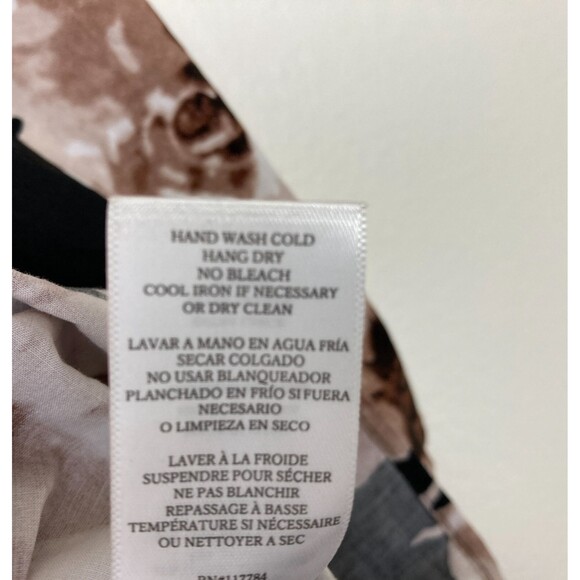 HAND WASH COLD
HANG DRY
NO BLEACH
COOL IRON IF NECESSARY
OR DRY CLEAN
LAVAR A MANO EN AGUA FRÍA
SECAR COLGADO
NO USAR BLANQUEADOR
PLANCHADO EN FRÍO SI FUERA
NECESARIO
O LIMPIEZA EN SECO
LAVER À LA FROIDE
SUSPENDRE POUR SÉCHER
NE PAS BLANCHIR
REPASSAGE À BASSE
TEMPÉRATURE SI NÉCESSAIRE
OU NETTOYER A SEC
RN#117784